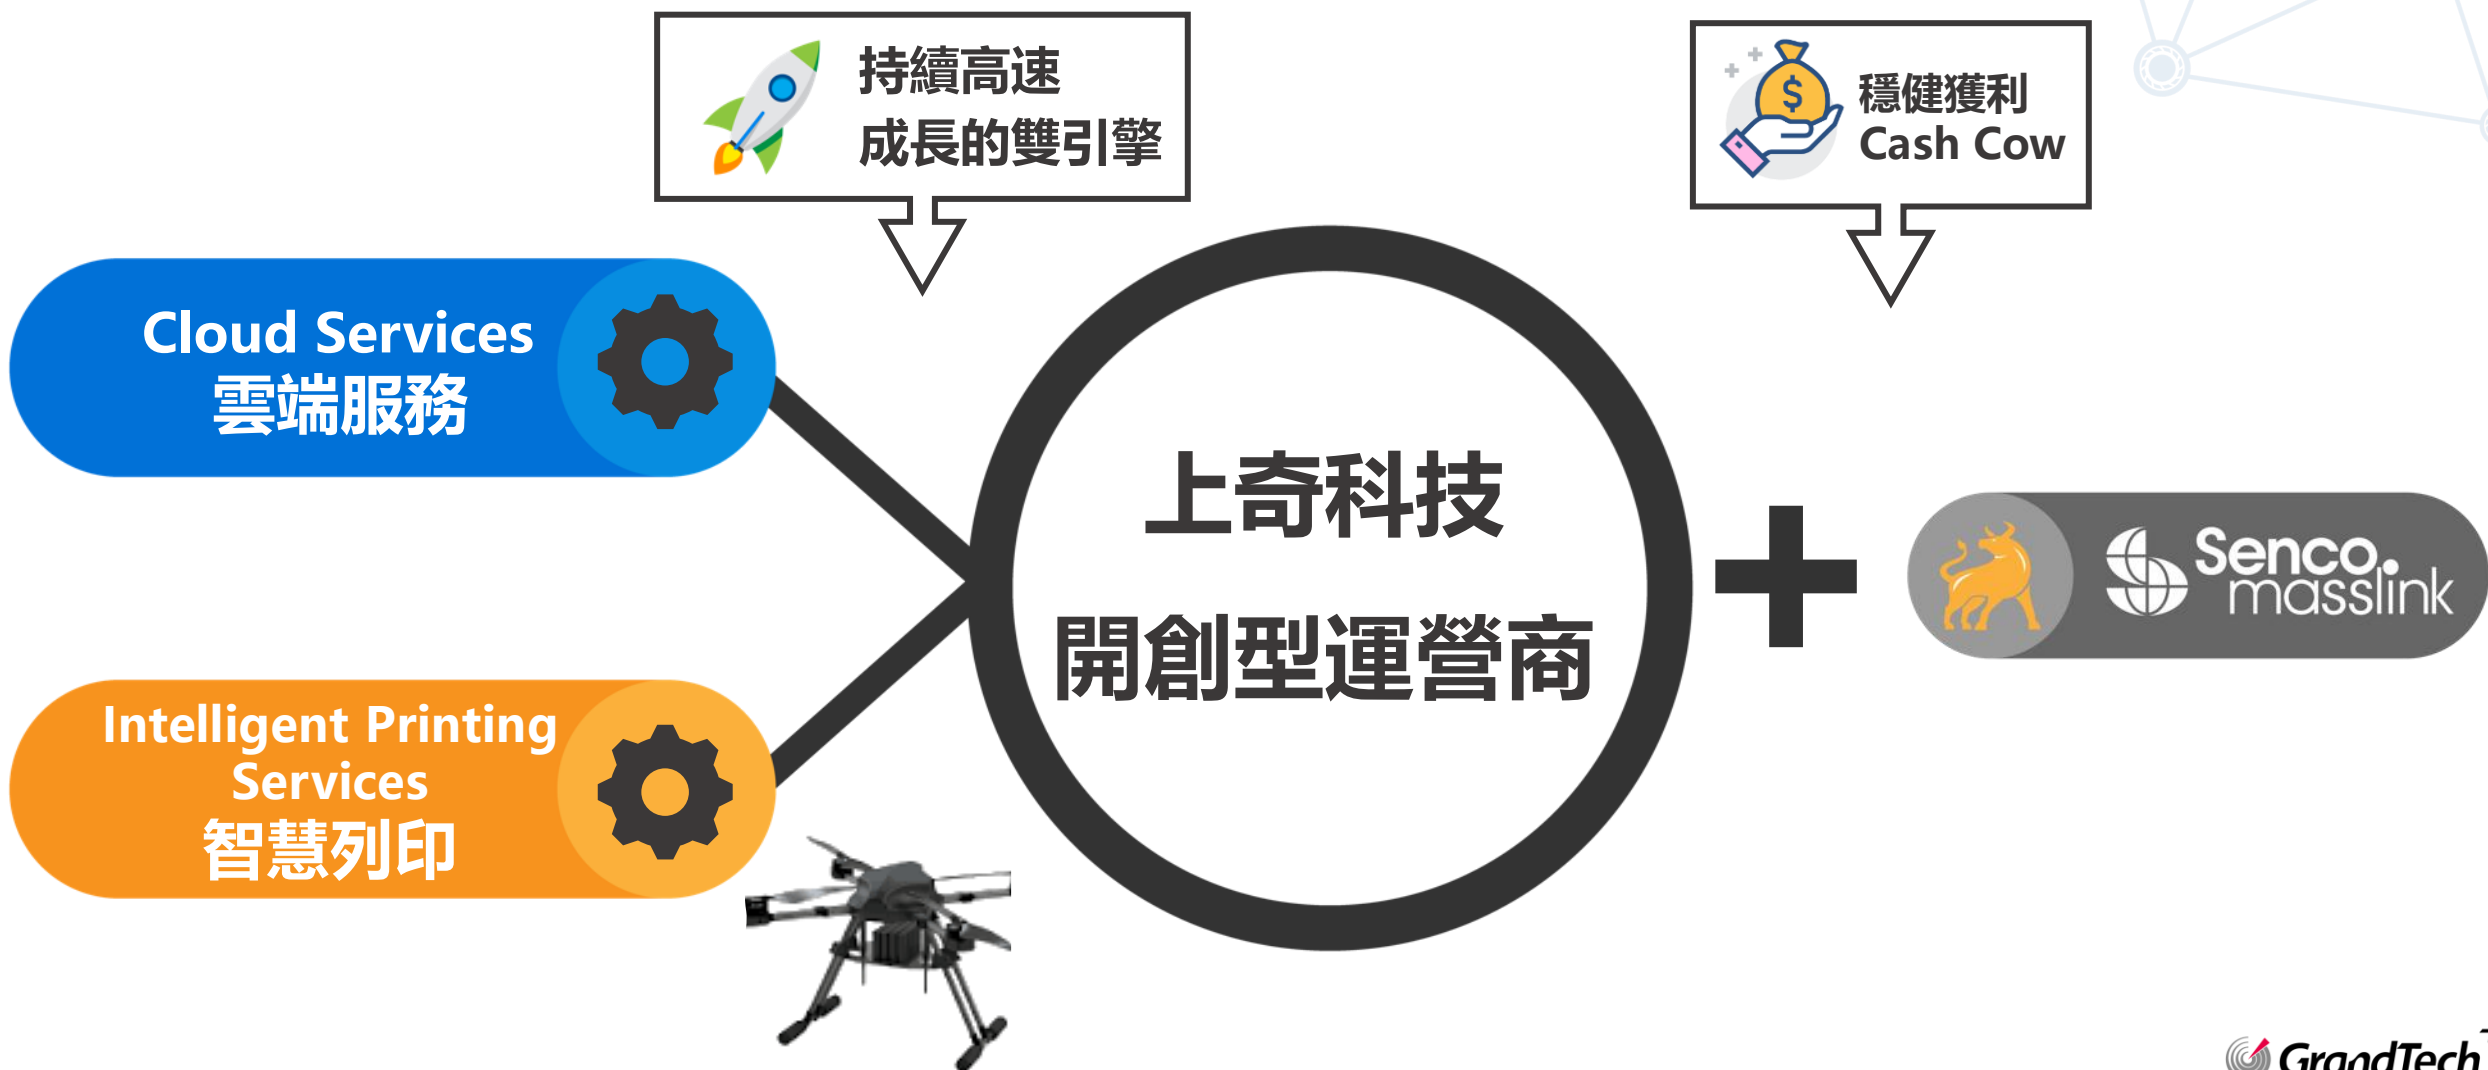 持續高速
成長的雙引擎
穩健獲利
Cash Cow
Cloud Services
雲端服務
上奇科技
開創型運營商
Senco
masslink
Intelligent Printing
Services
智慧列印
GrandTech